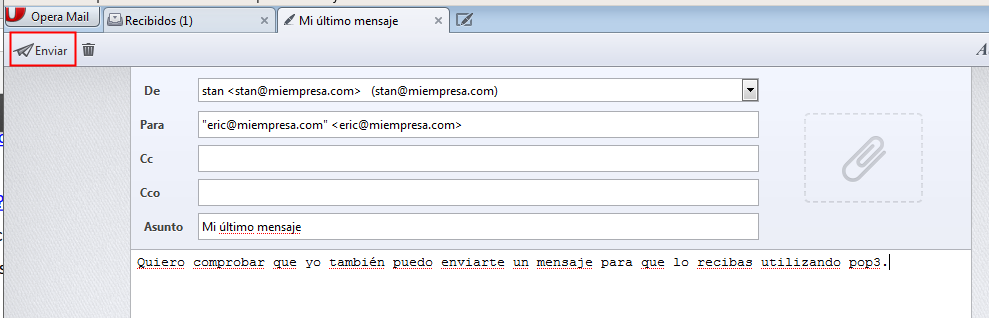 Opera Mail
Recibidos (1)
Mi último mensaje
Enviar
De stan <stan@miempresa.com> (stan@miempresa.com)
Para "eric@miempresa.com" <eric@miempresa.com>
Cc
Cco
Asunto Mi último mensaje
Quiero comprobar que yo también puedo enviarte un mensaje para que lo recibas utilizando pop3.